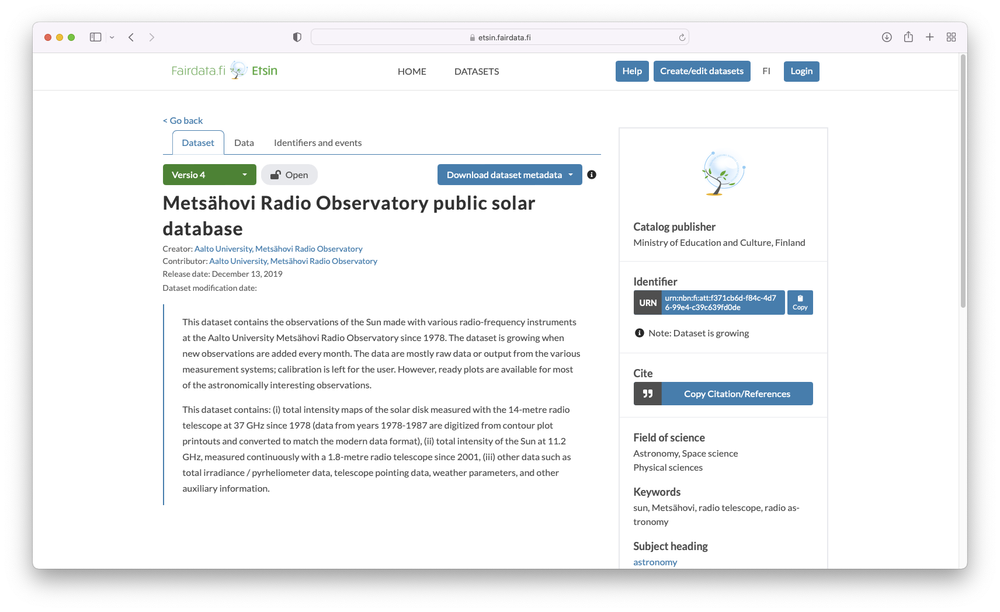 etsin.fairdata.fi
Fairdata.fi Etsin
HOME
DATASETS
Help
Create/edit datasets
FI
Login
< Go back
Dataset
Data
Identifiers and events
Versio 4
Open
Download dataset metadata
Metsähovi Radio Observatory public solar
database
Creator: Aalto University, Metsähovi Radio Observatory
Contributor: Aalto University, Metsähovi Radio Observatory
Release date: December 13, 2019
Dataset modification date:
This dataset contains the observations of the Sun made with various radio-frequency instruments
at the Aalto University Metsähovi Radio Observatory since 1978. The dataset is growing when
new observations are added every month. The data are mostly raw data or output from the various
measurement systems; calibration is left for the user. However, ready plots are available for most
of the astronomically interesting observations.
This dataset contains: (i) total intensity maps of the solar disk measured with the 14-metre radio
telescope at 37 GHz since 1978 (data from years 1978-1987 are digitized from contour plot
printouts and converted to match the modern data format), (ii) total intensity of the Sun at 11.2
GHz, measured continuously with a 1.8-metre radio telescope since 2001, (iii) other data such as
total irradiance / pyrheliometer data, telescope pointing data, weather parameters, and other
auxiliary information.
Catalog publisher
Ministry of Education and Culture, Finland
Identifier
URN
urn:nbn:fi:att:f371cb6d-f84c-4d7
6-99e4-c39c639fd0de
Copy
Note: Dataset is growing
Cite
Copy Citation/References
Field of science
Astronomy, Space science
Physical sciences
Keywords
sun, Metsähovi, radio telescope, radio as-
tronomy
Subject heading
astronomy